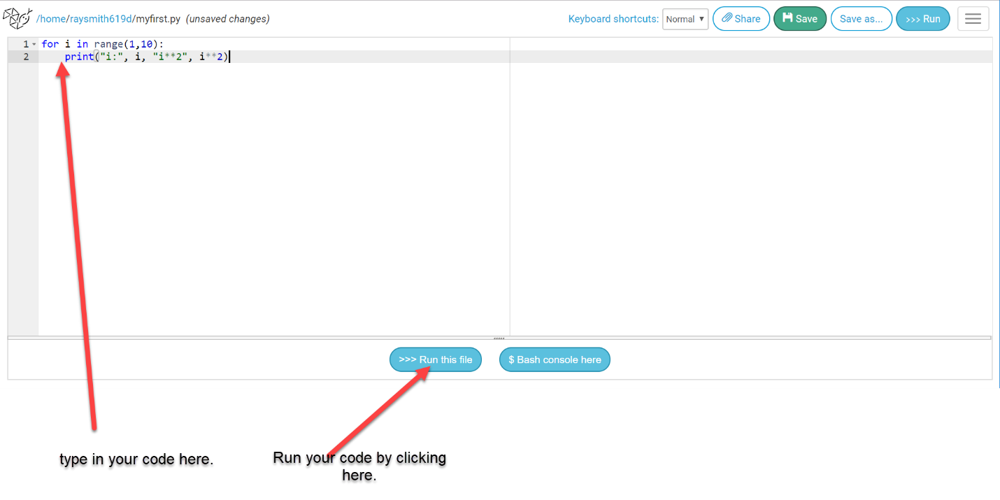 /home/raysmith619d/myfirst.py (unsaved changes) Keyboard shortcuts: Normal Share Save Save as... >>> Run
1 for i in range(1,10):
2 print("i:", i, "i**2", i**2)
>>> Run this file $ Bash console here
type in your code here.
Run your code by clicking
here.